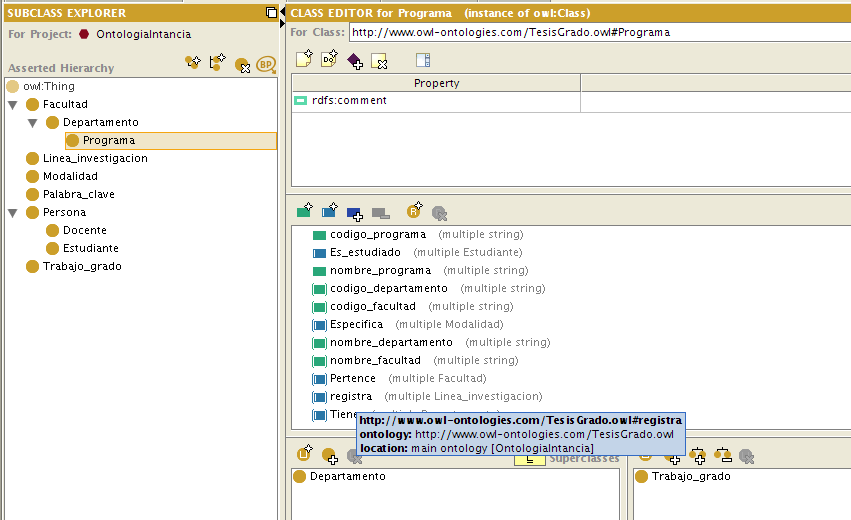 SUBCLASS EXPLORER
For Project: OntologiaIntancia
Asserted Hierarchy
BP
owl:Thing
Facultad
Departamento
Programa
Linea_investigacion
Modalidad
Palabra_clave
Persona
Docente
Estudiante
Trabajo_grado
CLASS EDITOR for Programa (instance of owl:Class)
For Class: http://www.owl-ontologies.com/TesisGrado.owl#Programa
Property
rdfs:comment
codigo_programa (multiple string)
Es_estudiado (multiple Estudiante)
nombre_programa (multiple string)
codigo_departamento (multiple string)
codigo_facultad (multiple string)
Especifica (multiple Modalidad)
nombre_departamento (multiple string)
nombre_facultad (multiple string)
Pertence (multiple Facultad)
registra (multiple Linea_investigacion)
Tiene
http://www.owl-ontologies.com/TesisGrado.owl#registra
ontology: http://www.owl-ontologies.com/TesisGrado.owl
location: main ontology [OntologiaIntancia]
Superclasses
Departamento
Trabajo_grado